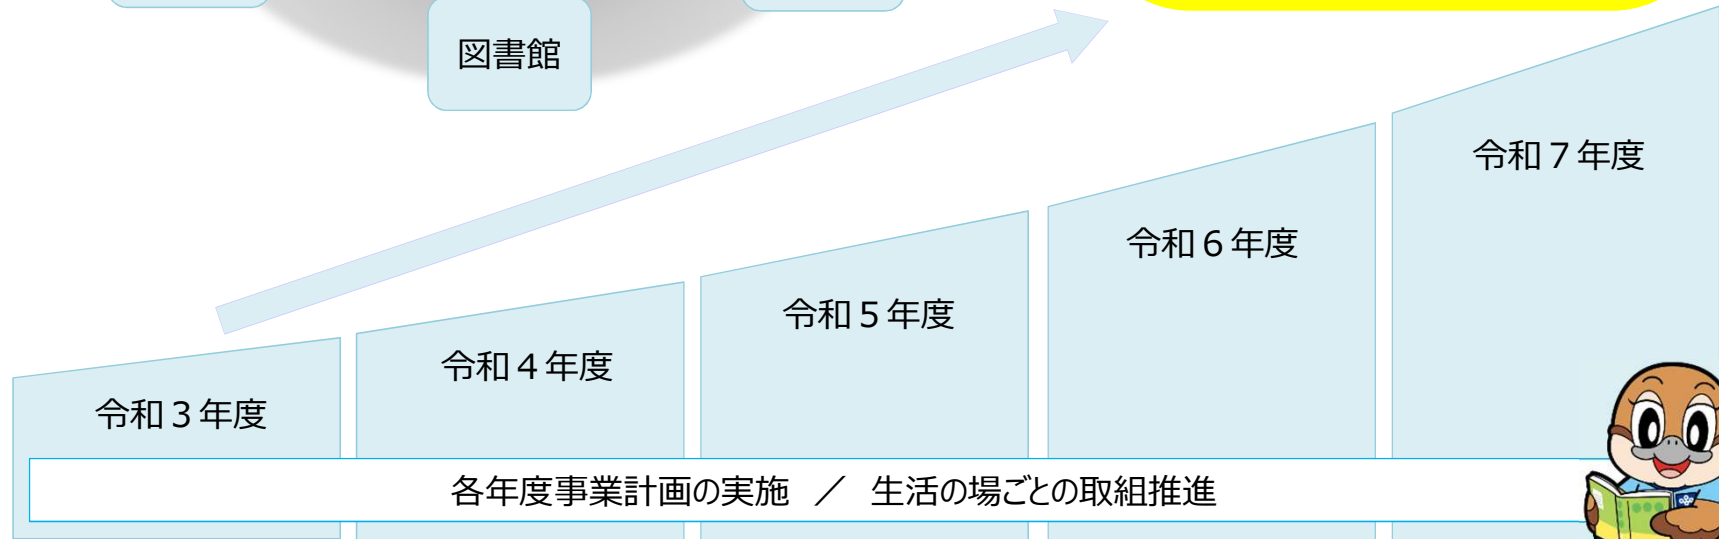 図書館
令和７年度
令和６年度
令和５年度
令和４年度
令和３年度
各年度事業計画の実施　／　生活の場ごとの取組推進